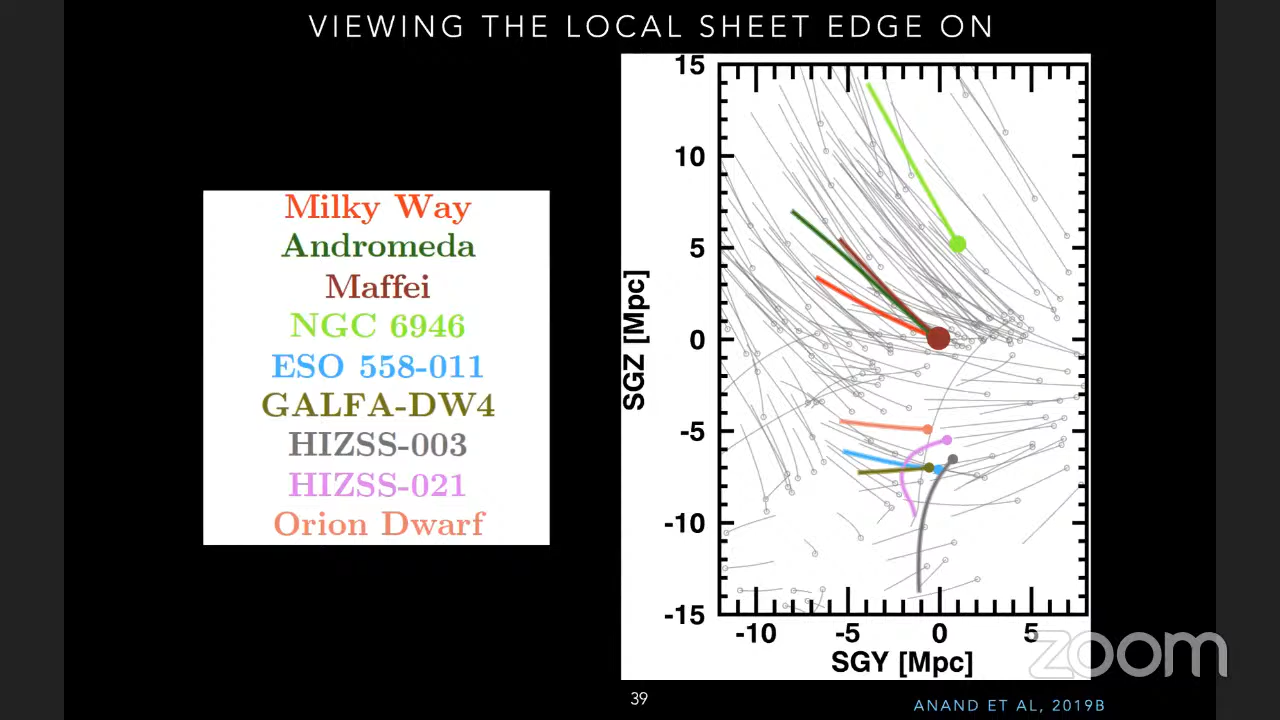 VIEWING THE LOCAL SHEET EDGE ON
Milky Way
Andromeda
Maffei
NGC 6946
ESO 558-011
GALFA-DW4
HIZSS-003
HIZSS-021
Orion Dwarf
15
10
5
0
-5
-10
-15
SGZ [Mpc]
-10 -5 0 5
SGY [Mpc]
zoom
39
ANAND ET AL, 2019B